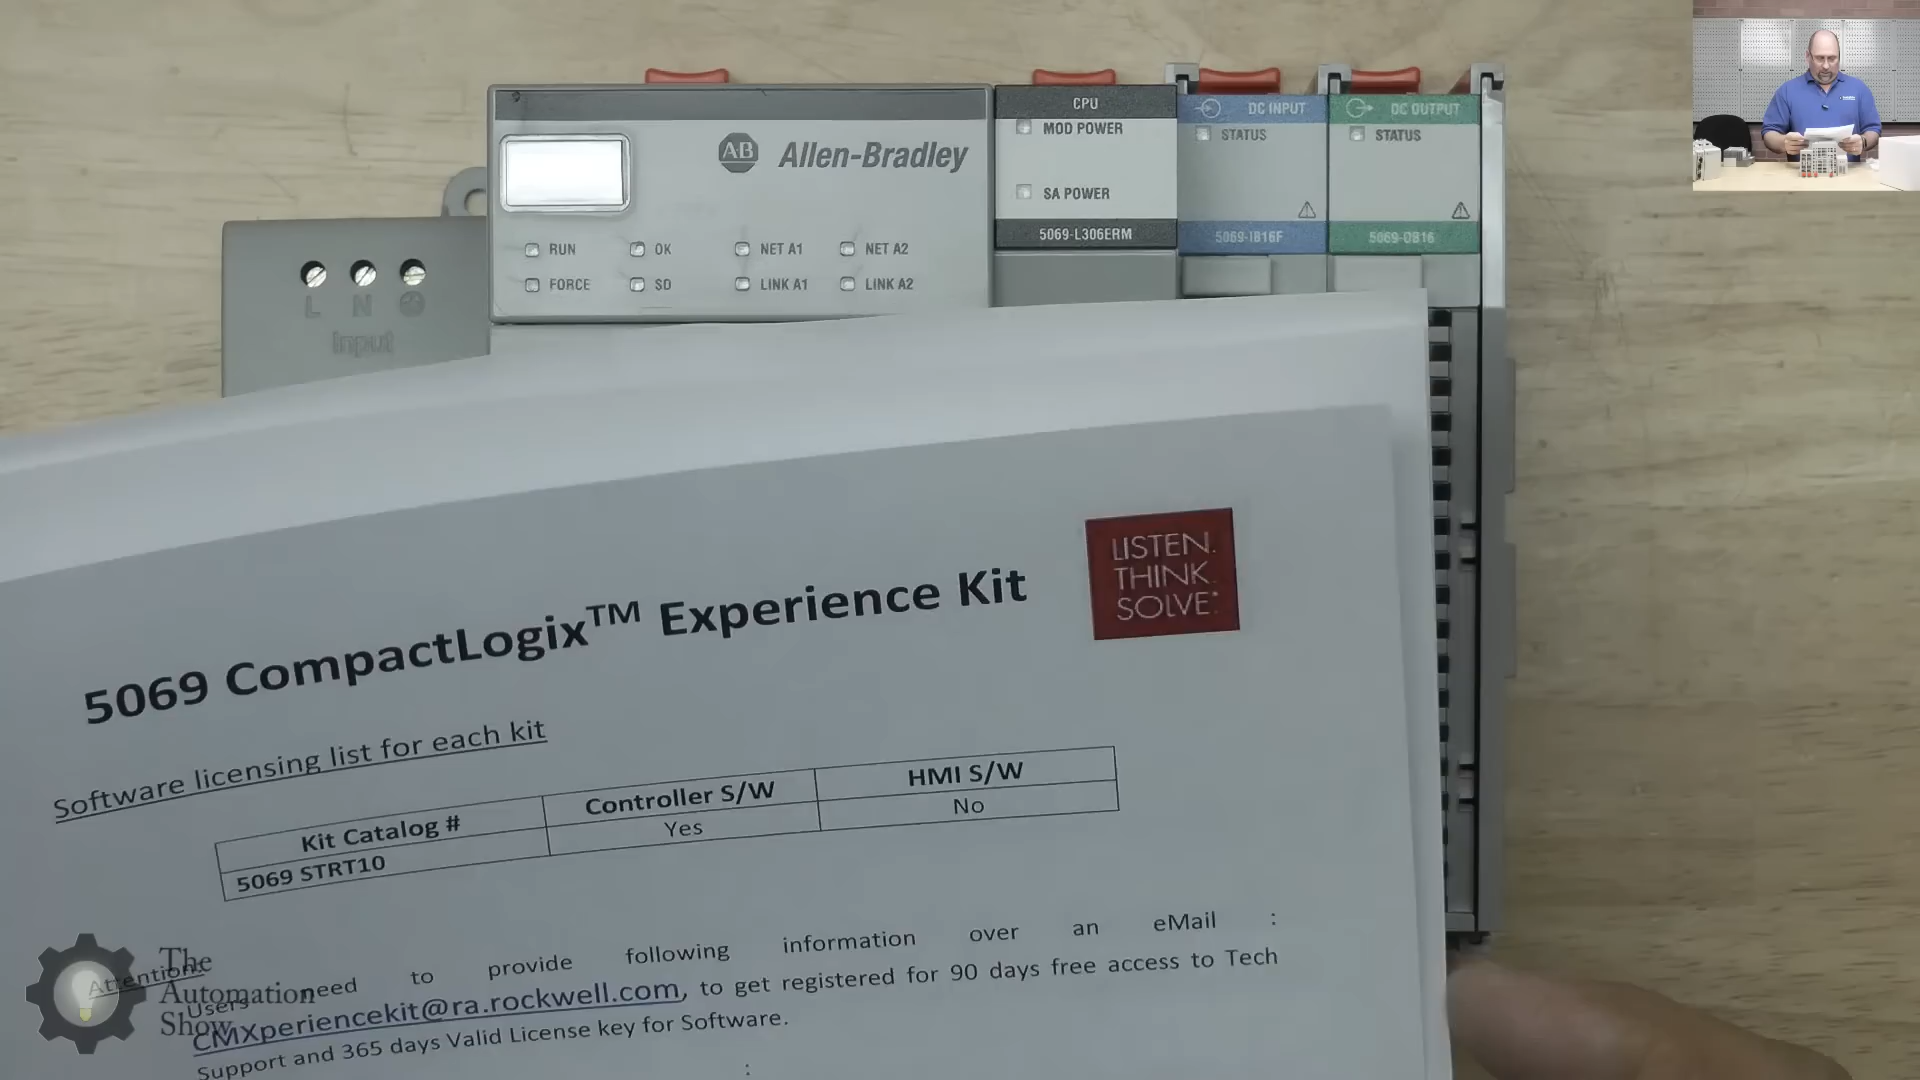 AB Allen-Bradley
RUN OK NET A1 NET A2
FORCE SD LINK A1 LINK A2
CPU
MOD POWER
SA POWER
5069-L306ERM
DC INPUT
STATUS
5069-IB16F
DC OUTPUT
STATUS
5069-OB16
L N
Input
LISTEN.
THINK.
SOLVE.
5069 CompactLogix™ Experience Kit
Software licensing list for each kit
Kit Catalog # Controller S/W HMI S/W
5069 STRT10 Yes No
Attention:
Users need to provide following information over an eMail :
CMXperiencekit@ra.rockwell.com, to get registered for 90 days free access to Tech
Support and 365 days Valid License key for Software.
:
The
Automation
Show